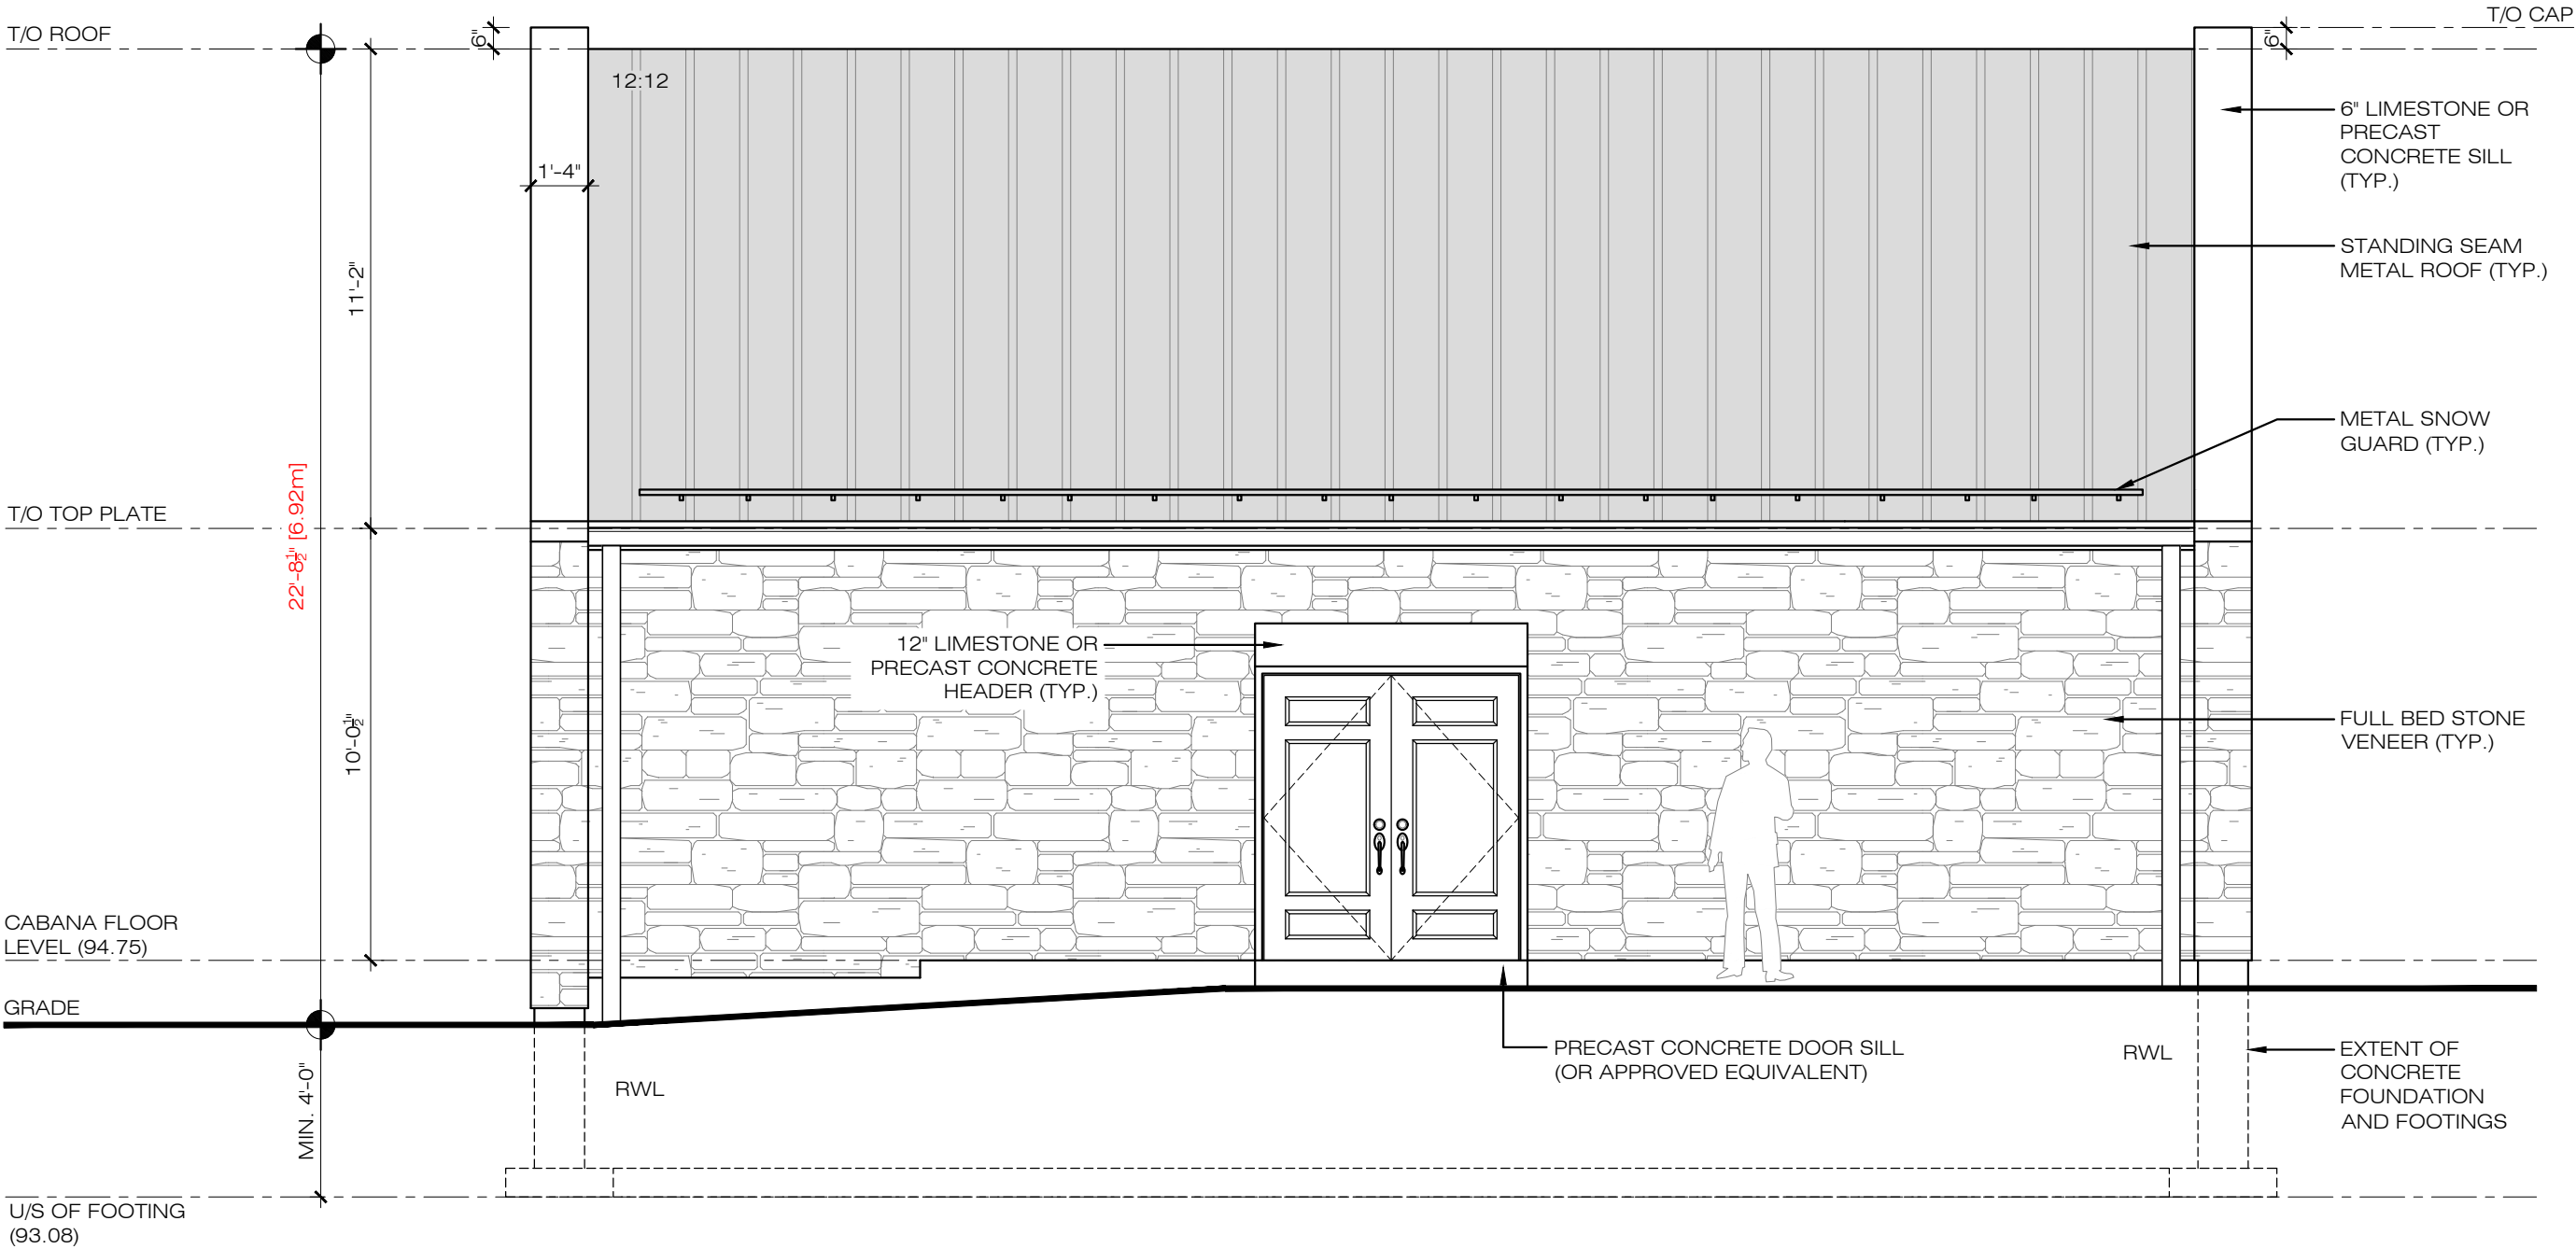 T/O ROOF
6"
T/O CAP
6"
12:12
6" LIMESTONE OR
PRECAST
CONCRETE SILL
(TYP.)
1'-4"
STANDING SEAM
METAL ROOF (TYP.)
11'-2"
METAL SNOW
GUARD (TYP.)
T/O TOP PLATE
22'-8½" [6.92m]
12" LIMESTONE OR
PRECAST CONCRETE
HEADER (TYP.)
10'-0½"
FULL BED STONE
VENEER (TYP.)
CABANA FLOOR
LEVEL (94.75)
GRADE
PRECAST CONCRETE DOOR SILL
(OR APPROVED EQUIVALENT)
RWL
RWL
EXTENT OF
CONCRETE
FOUNDATION
AND FOOTINGS
MIN. 4'-0"
U/S OF FOOTING
(93.08)